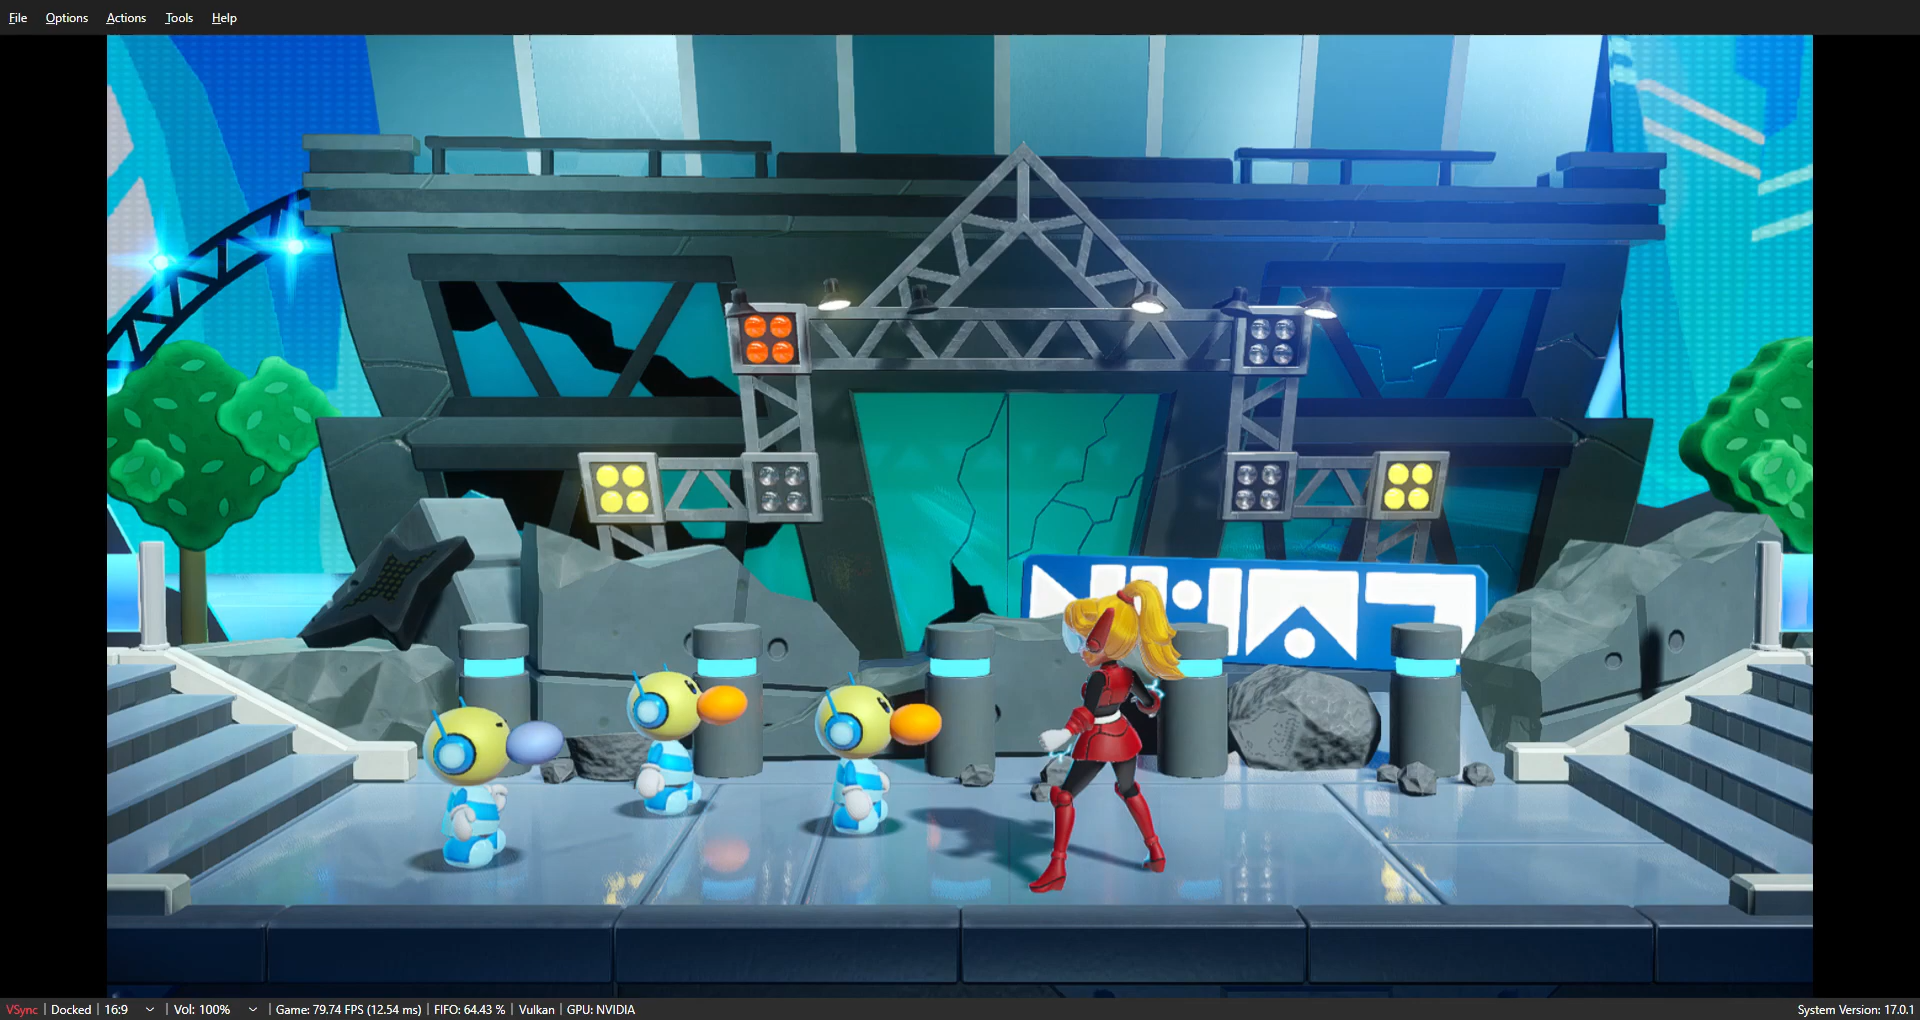 File Options Actions Tools Help
VSync Docked 16:9 Vol: 100% Game: 79.74 FPS (12.54 ms) FIFO: 64.43 % Vulkan GPU: NVIDIA System Version: 17.0.1